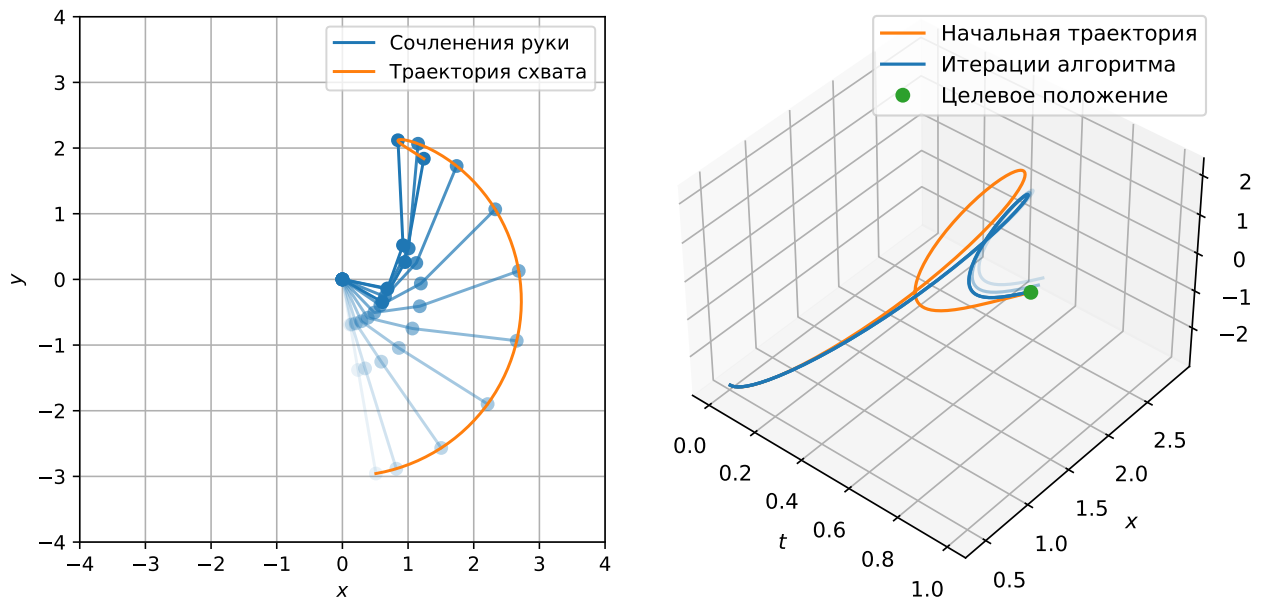 4
3
2
1
0
−1
−2
−3
−4
y
−4 −3 −2 −1 0 1 2 3 4
x
Сочленения руки
Траектория схвата
Начальная траектория
Итерации алгоритма
Целевое положение
2
1
0
−1
−2
0.0 0.2 0.4 0.6 0.8 1.0
t
0.5 1.0 1.5 2.0 2.5
x